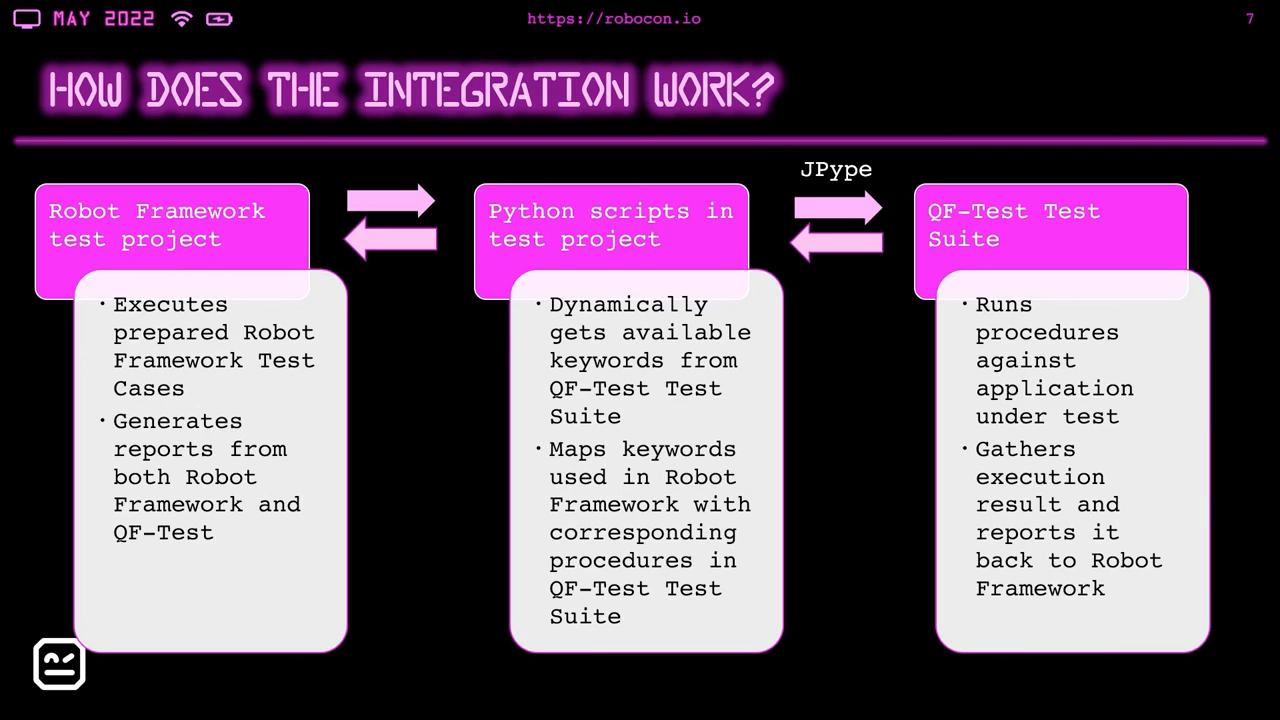 MAY 2022
https://robocon.io
7
HOW DOES THE INTEGRATION WORK?
JPype
Robot Framework
test project
• Executes
prepared Robot
Framework Test
Cases
• Generates
reports from
both Robot
Framework and
QF-Test
Python scripts in
test project
• Dynamically
gets available
keywords from
QF-Test Test
Suite
• Maps keywords
used in Robot
Framework with
corresponding
procedures in
QF-Test Test
Suite
QF-Test Test
Suite
• Runs
procedures
against
application
under test
• Gathers
execution
result and
reports it
back to Robot
Framework